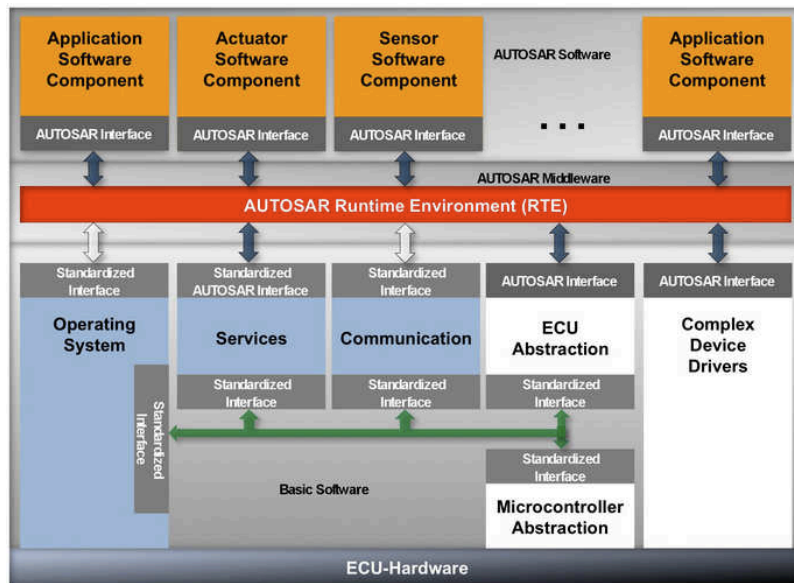 Application
Software
Component
Actuator
Software
Component
Sensor
Software
Component
AUTOSAR Software
Application
Software
Component
...
AUTOSAR Interface
AUTOSAR Interface
AUTOSAR Interface
AUTOSAR Interface
AUTOSAR Middleware
AUTOSAR Runtime Environment (RTE)
Standardized
Interface
Standardized
AUTOSAR Interface
Standardized
Interface
AUTOSAR Interface
AUTOSAR Interface
Operating
System
Services
Communication
ECU
Abstraction
Complex
Device
Drivers
Standardized
Interface
Standardized
Interface
Standardized
Interface
Standardized
Interface
Standardized
Interface
Basic Software
Microcontroller
Abstraction
ECU-Hardware